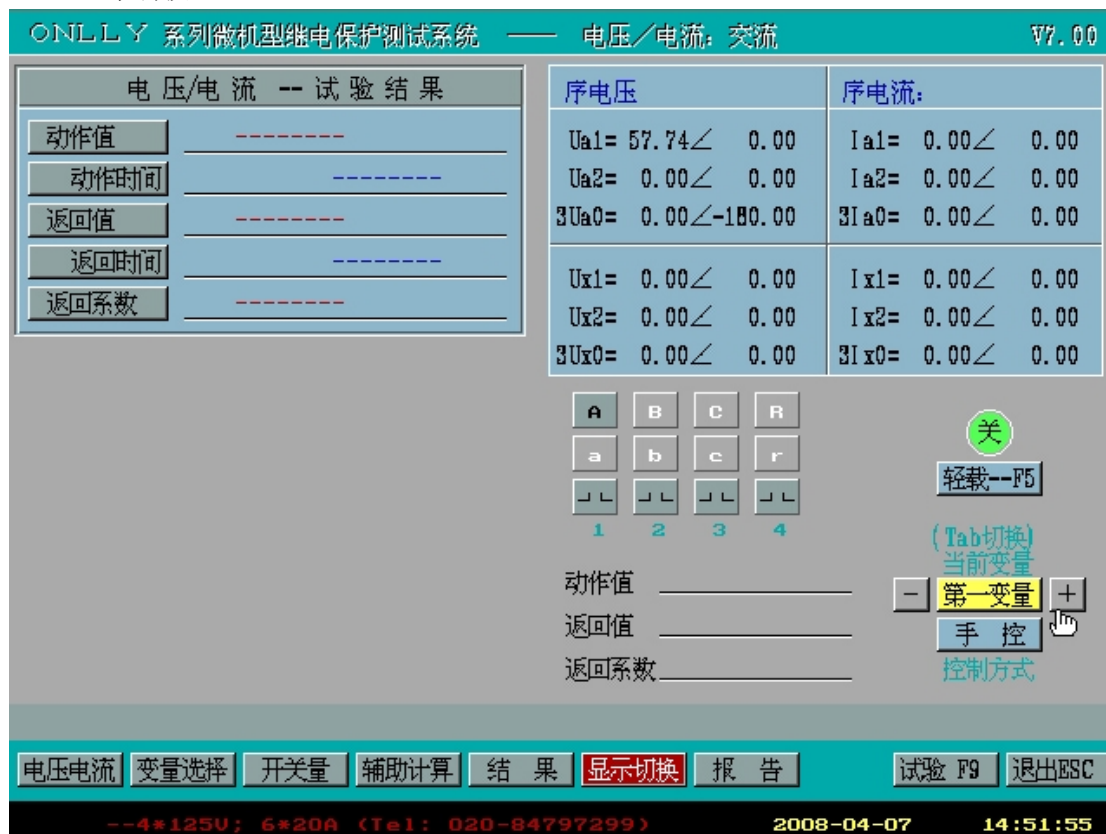 ONLLY 系列微机型继电保护测试系统 —— 电压/电流: 交流 V7.00
电压/电流 -- 试验结果
动作值 --------
动作时间 --------
返回值 --------
返回时间 --------
返回系数 --------
序电压 序电流:
Ua1= 57.74∠ 0.00 Ia1= 0.00∠ 0.00
Ua2= 0.00∠ 0.00 Ia2= 0.00∠ 0.00
3Ua0= 0.00∠-180.00 3Ia0= 0.00∠ 0.00
Ux1= 0.00∠ 0.00 Ix1= 0.00∠ 0.00
Ux2= 0.00∠ 0.00 Ix2= 0.00∠ 0.00
3Ux0= 0.00∠ 0.00 3Ix0= 0.00∠ 0.00
A B C R
a b c r
1 2 3 4
关
轻载--F5
(Tab切换)
当前变量
- 第一变量 +
手 控
控制方式
动作值
返回值
返回系数
电压电流 变量选择 开关量 辅助计算 结 果 显示切换 报 告 试验 F9 退出ESC
--4*125V; 6*20A (Tel: 020-84797299) 2008-04-07 14:51:55